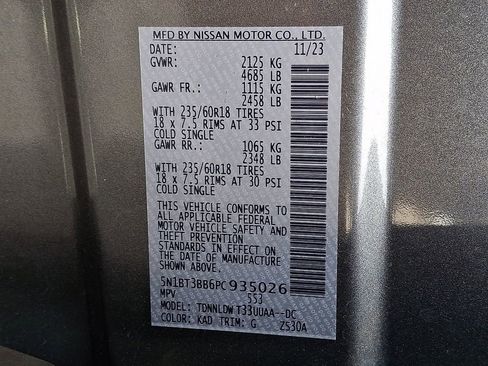 MFD BY NISSAN MOTOR CO., LTD.
DATE: 11/23
GVWR: 2125 KG
4685 LB
GAWR FR.: 1115 KG
2458 LB
WITH 235/60R18 TIRES
18 x 7.5 RIMS AT 33 PSI
COLD SINGLE
GAWR RR.: 1065 KG
2348 LB
WITH 235/60R18 TIRES
18 x 7.5 RIMS AT 30 PSI
COLD SINGLE
THIS VEHICLE CONFORMS TO
ALL APPLICABLE FEDERAL
MOTOR VEHICLE SAFETY AND
THEFT PREVENTION
STANDARDS IN EFFECT ON
THE DATE OF MANUFACTURE
SHOWN ABOVE.
5N1BT3BB6PC935026
MPV 553
MODEL: TDNNLDW T33UUAA--DC
COLOR: KAD TRIM: G Z530A